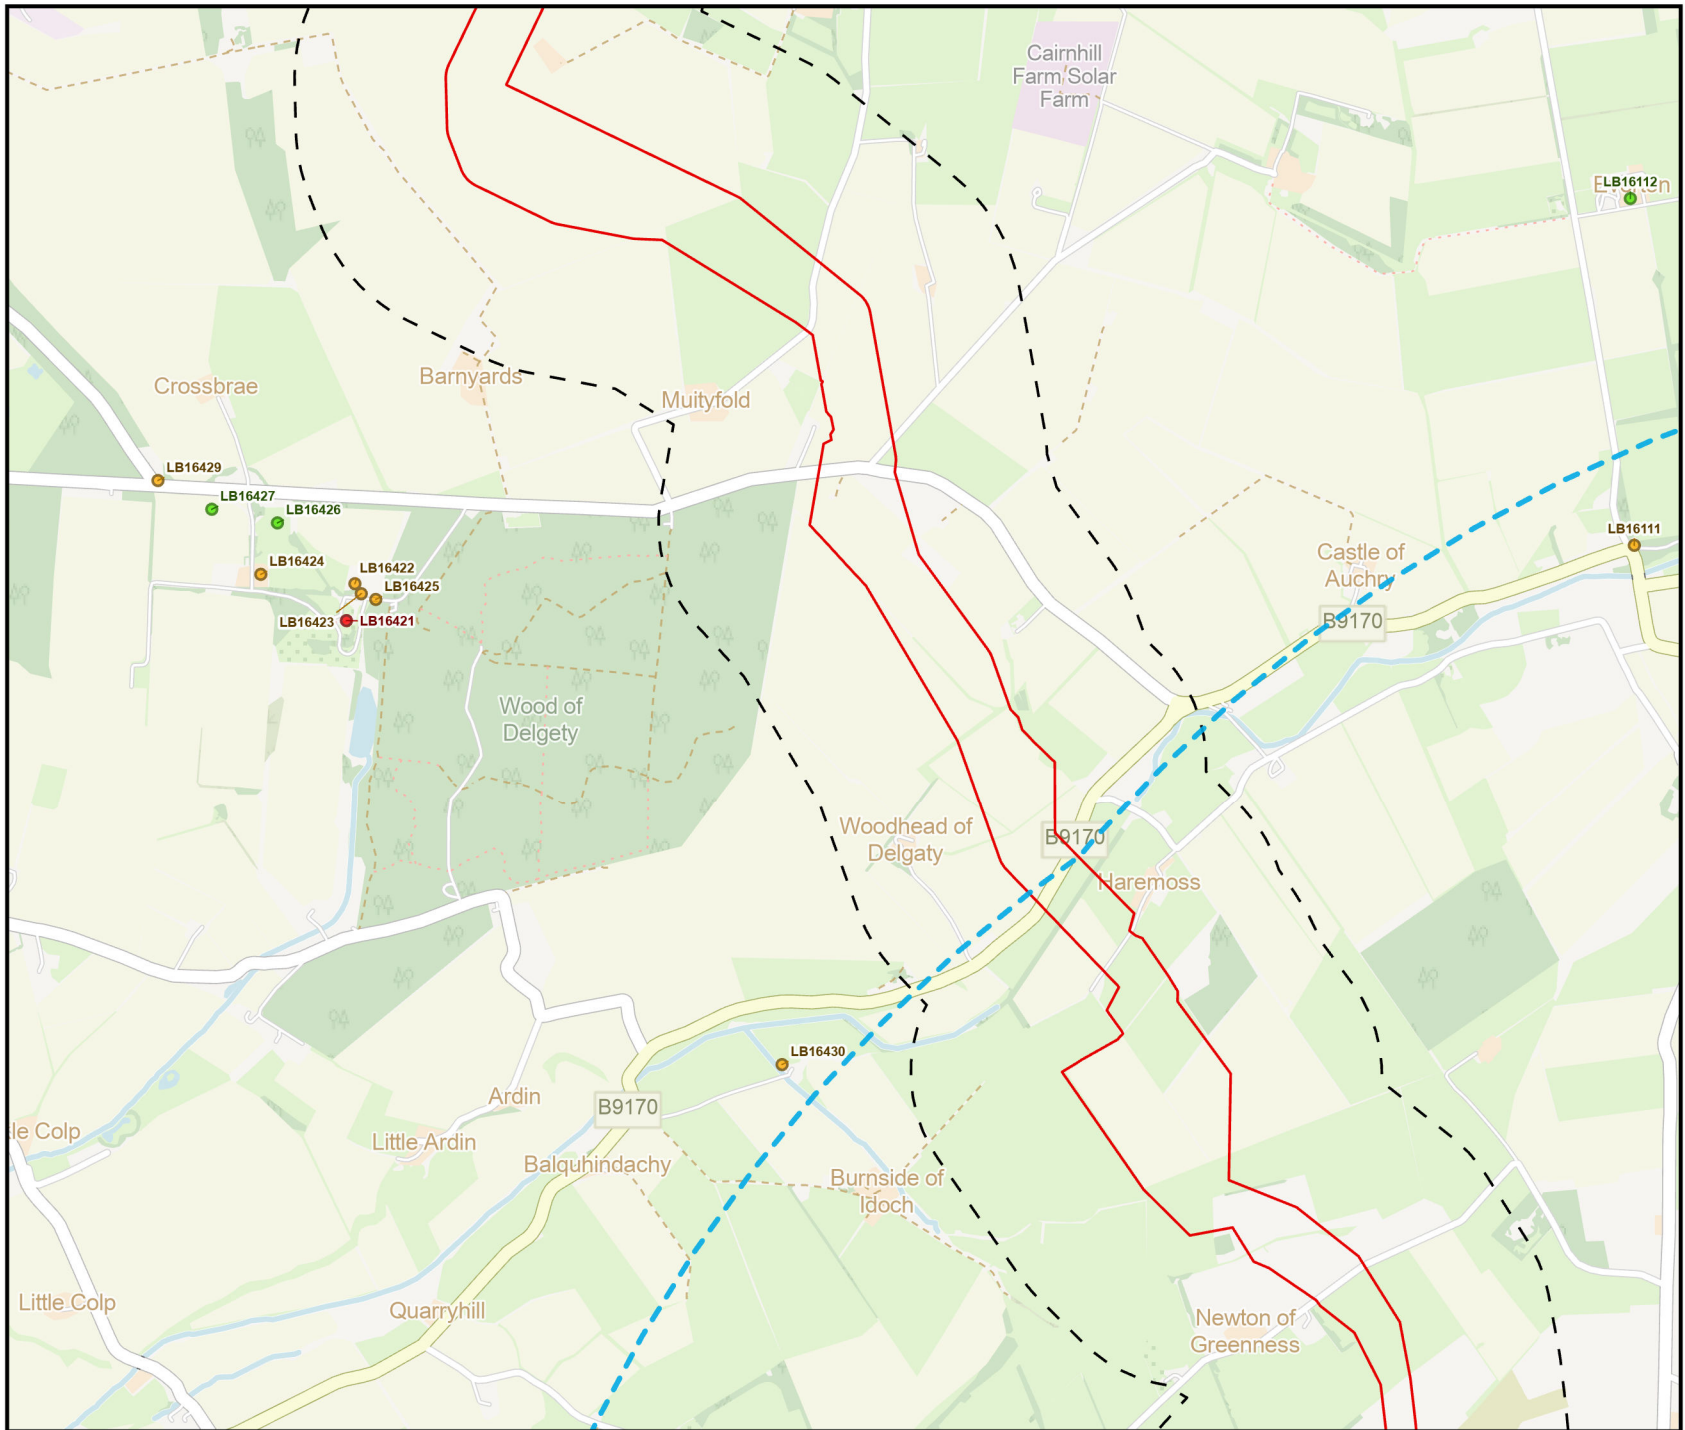 Cairnhill
Farm Solar
Farm
LB16112
Crossbrae
Barnyards
Muityfold
LB16429
LB16427
LB16426
LB16424
LB16422
LB16425
LB16423
LB16421
LB16111
Castle of
Auchry
B9170
Wood of
Delgety
Woodhead of
Delgaty
B9170
Haremoss
LB16430
Ardin
B9170
le Colp
Little Ardin
Balquhindachy
Burnside of
Idoch
Little Colp
Quarryhill
Newton of
Greenness